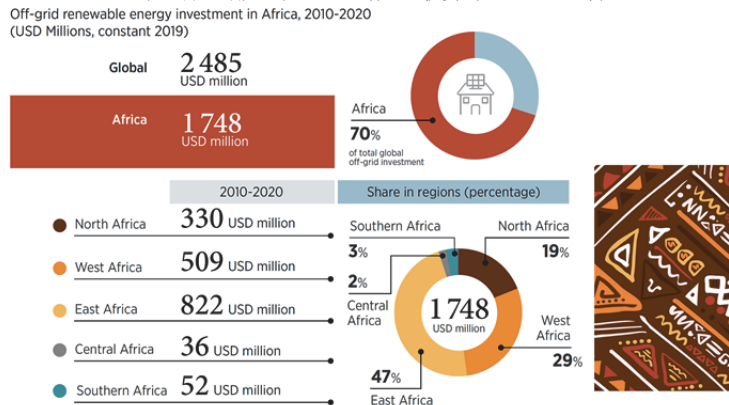 Off-grid renewable energy investment in Africa, 2010-2020
(USD Millions, constant 2019)
Global
2 485
USD million
Africa
1 748
USD million
Africa
70%
of total global
off-grid investment
2010-2020
Share in regions (percentage)
North Africa 330 USD million
West Africa 509 USD million
East Africa 822 USD million
Central Africa 36 USD million
Southern Africa 52 USD million
Southern Africa
3%
2%
Central
Africa
North Africa
19%
1 748
USD million
West
Africa
29%
47%
East Africa